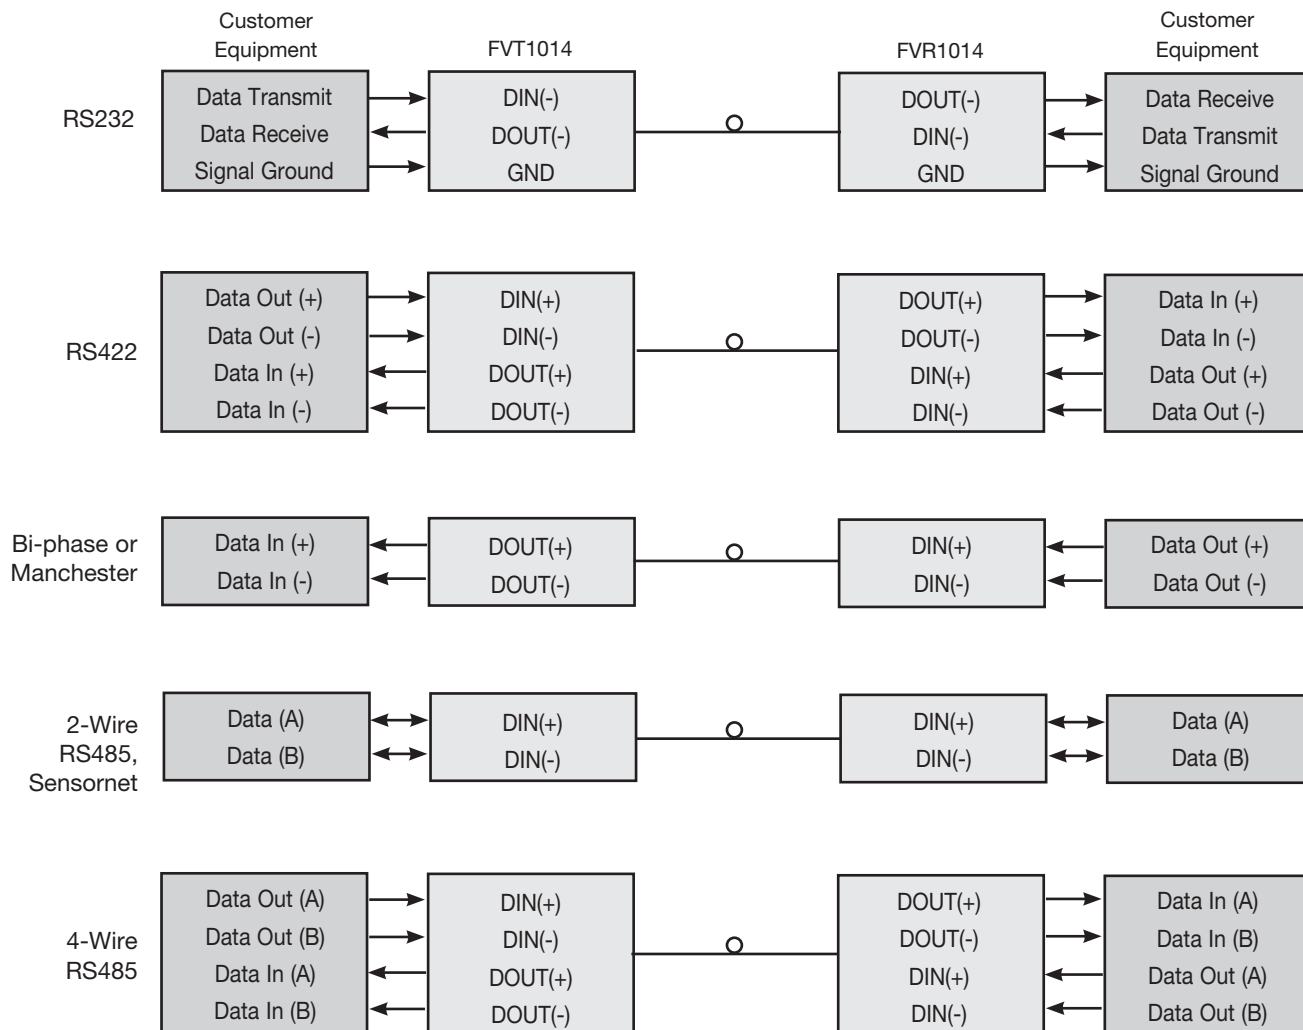 Customer
Equipment
FVT1014
FVR1014
Customer
Equipment
RS232
Data Transmit
Data Receive
Signal Ground
DIN(-)
DOUT(-)
GND
DOUT(-)
DIN(-)
GND
Data Receive
Data Transmit
Signal Ground
RS422
Data Out (+)
Data Out (-)
Data In (+)
Data In (-)
DIN(+)
DIN(-)
DOUT(+)
DOUT(-)
DOUT(+)
DOUT(-)
DIN(+)
DIN(-)
Data In (+)
Data In (-)
Data Out (+)
Data Out (-)
Bi-phase or
Manchester
Data In (+)
Data In (-)
DOUT(+)
DOUT(-)
DIN(+)
DIN(-)
Data Out (+)
Data Out (-)
2-Wire
RS485,
Sensornet
Data (A)
Data (B)
DIN(+)
DIN(-)
DIN(+)
DIN(-)
Data (A)
Data (B)
4-Wire
RS485
Data Out (A)
Data Out (B)
Data In (A)
Data In (B)
DIN(+)
DIN(-)
DOUT(+)
DOUT(-)
DOUT(+)
DOUT(-)
DIN(+)
DIN(-)
Data In (A)
Data In (B)
Data Out (A)
Data Out (B)